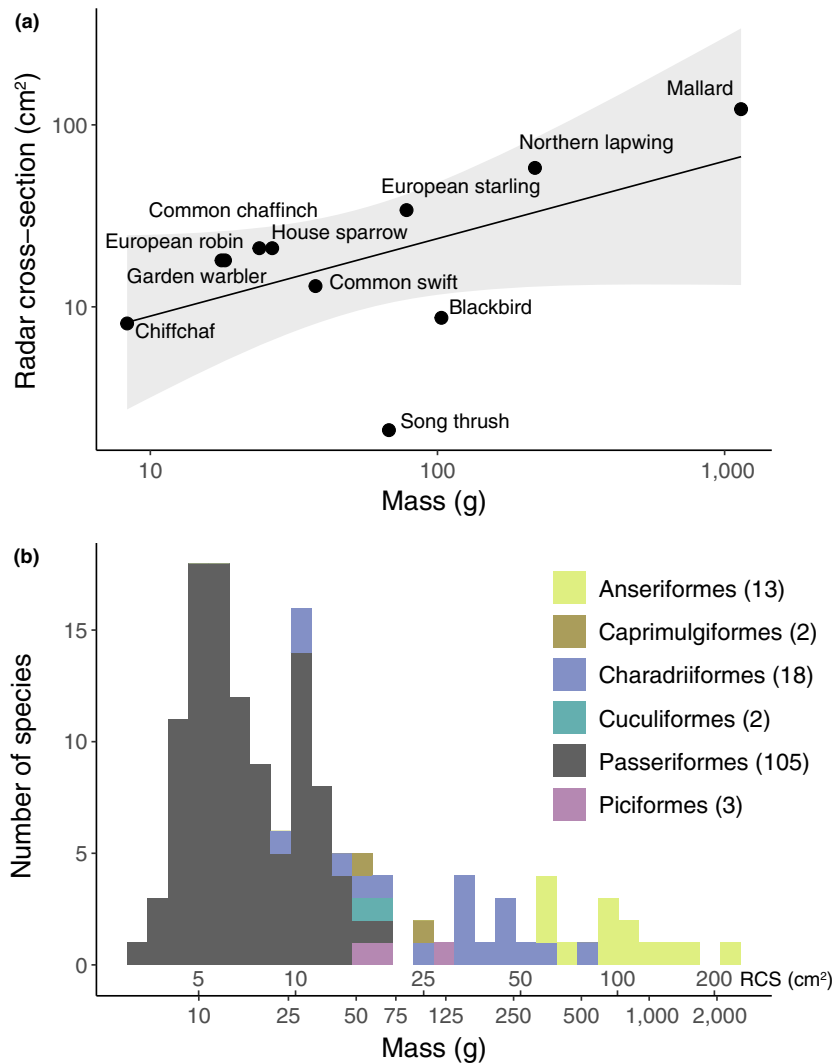 (a)
Radar cross−section (cm²)
100
10
Mallard
Northern lapwing
European starling
Common chaffinch
House sparrow
European robin
Garden warbler
Common swift
Blackbird
Chiffchaf
Song thrush
10 100 1,000
Mass (g)
(b)
Number of species
15
10
5
0
Anseriformes (13)
Caprimulgiformes (2)
Charadriiformes (18)
Cuculiformes (2)
Passeriformes (105)
Piciformes (3)
5 10 25 50 100 200 RCS (cm²)
10 25 50 75 125 250 500 1,000 2,000
Mass (g)